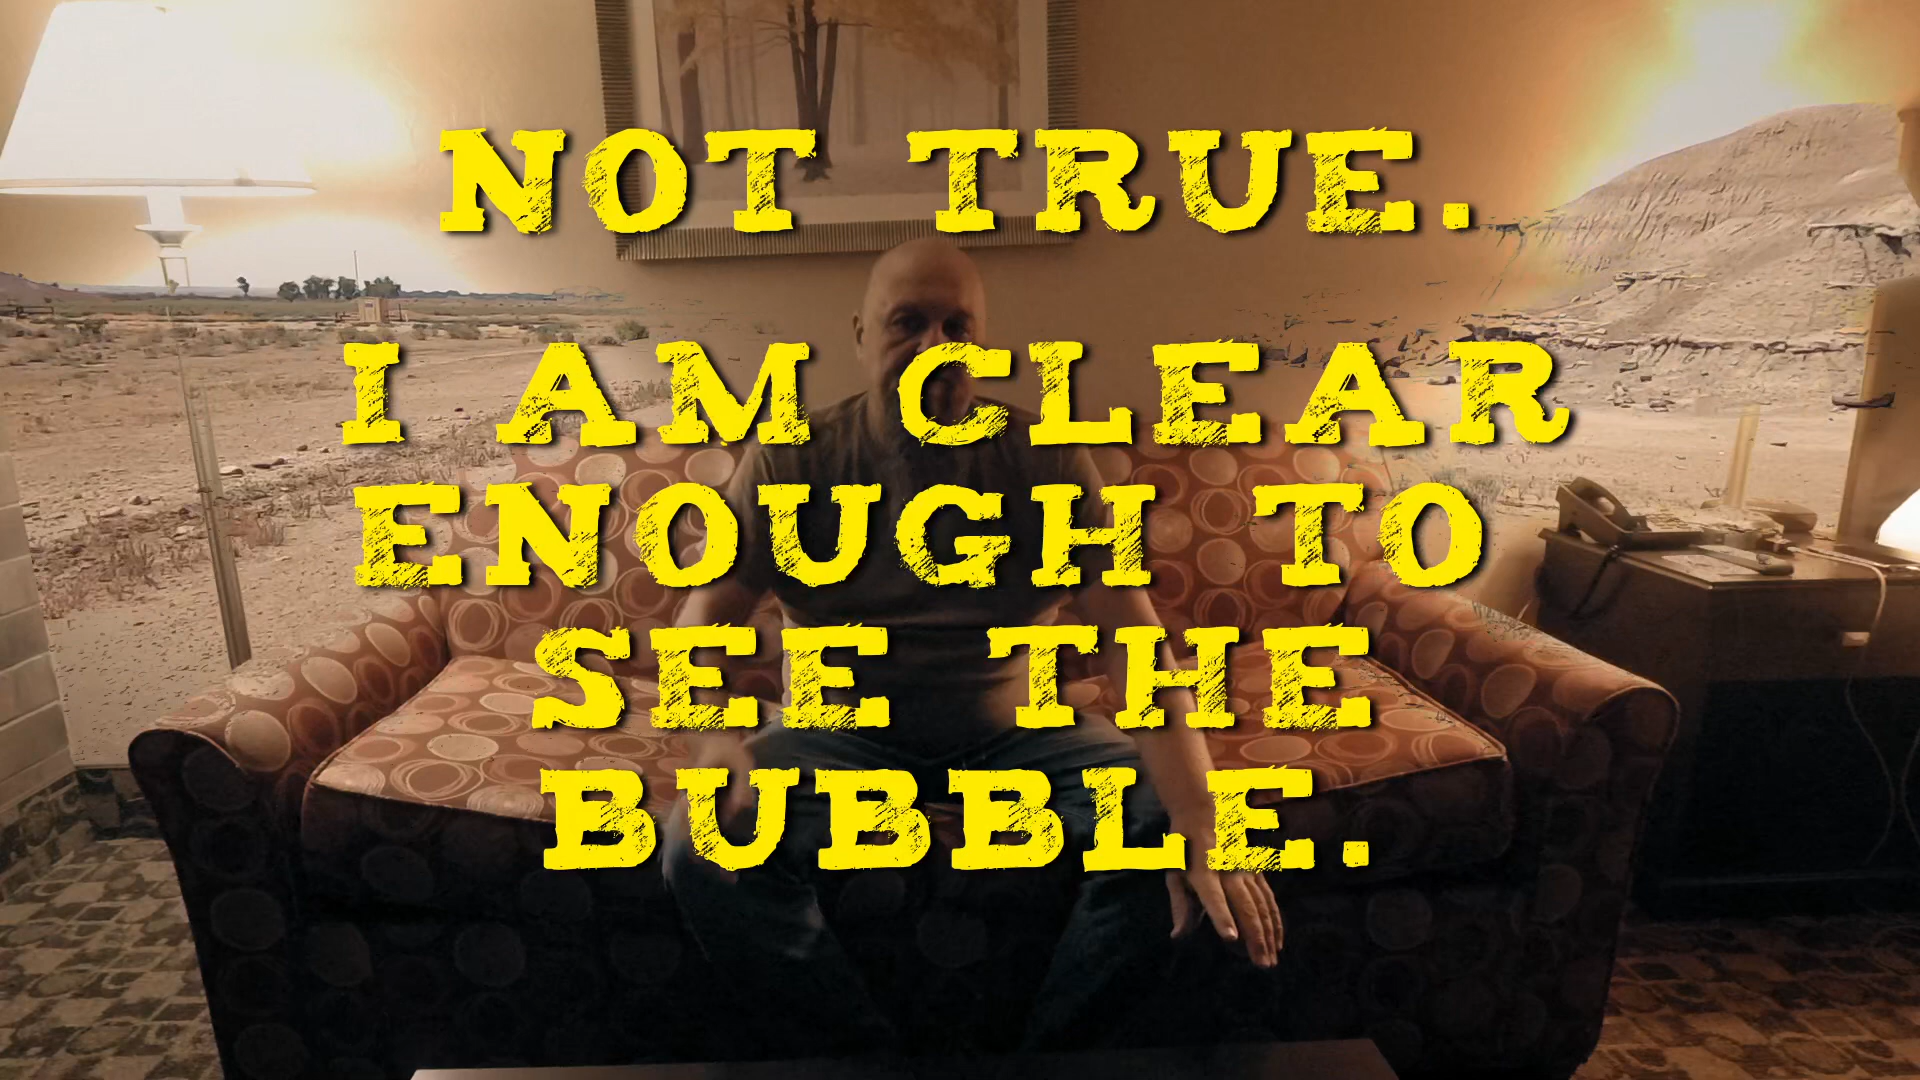 NOT TRUE.
I AM CLEAR
ENOUGH TO
SEE THE
BUBBLE.